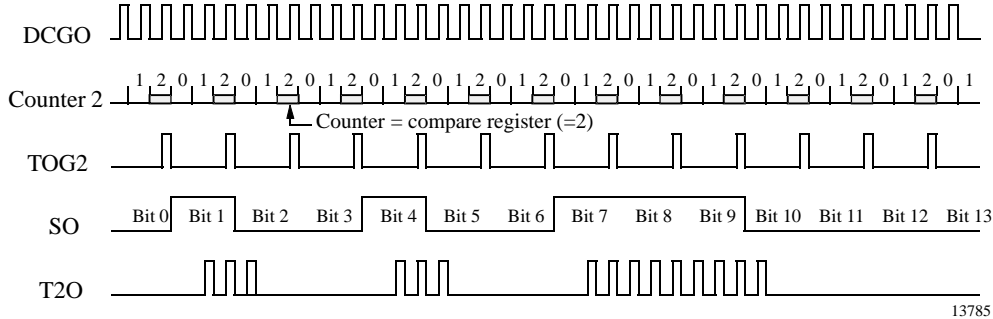 DCGO
1 2 0 1 2 0 1 2 0 1 2 0 1 2 0 1 2 0 1 2 0 1 2 0 1 2 0 1 2 0 1 2 0 1 2 0 1 2 0 1
Counter 2
Counter = compare register (=2)
TOG2
SO
Bit 0 Bit 1 Bit 2 Bit 3 Bit 4 Bit 5 Bit 6 Bit 7 Bit 8 Bit 9 Bit 10 Bit 11 Bit 12 Bit 13
T2O
13785